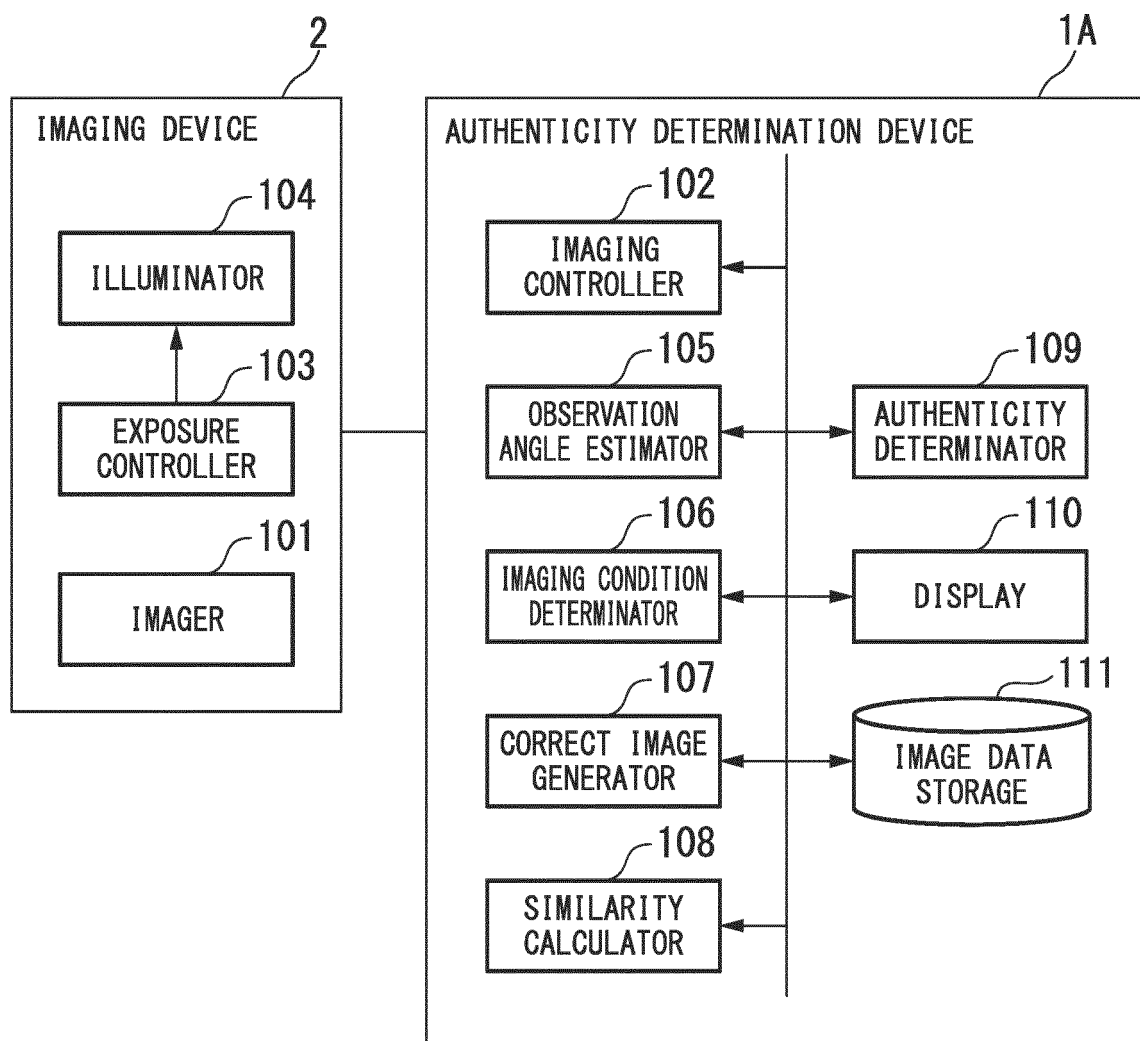 2
1A
IMAGING DEVICE
AUTHENTICITY DETERMINATION DEVICE
104
ILLUMINATOR
103
EXPOSURE
CONTROLLER
101
IMAGER
102
IMAGING
CONTROLLER
105
OBSERVATION
ANGLE ESTIMATOR
109
AUTHENTICITY
DETERMINATOR
106
IMAGING CONDITION
DETERMINATOR
110
DISPLAY
107
CORRECT IMAGE
GENERATOR
111
IMAGE DATA
STORAGE
108
SIMILARITY
CALCULATOR